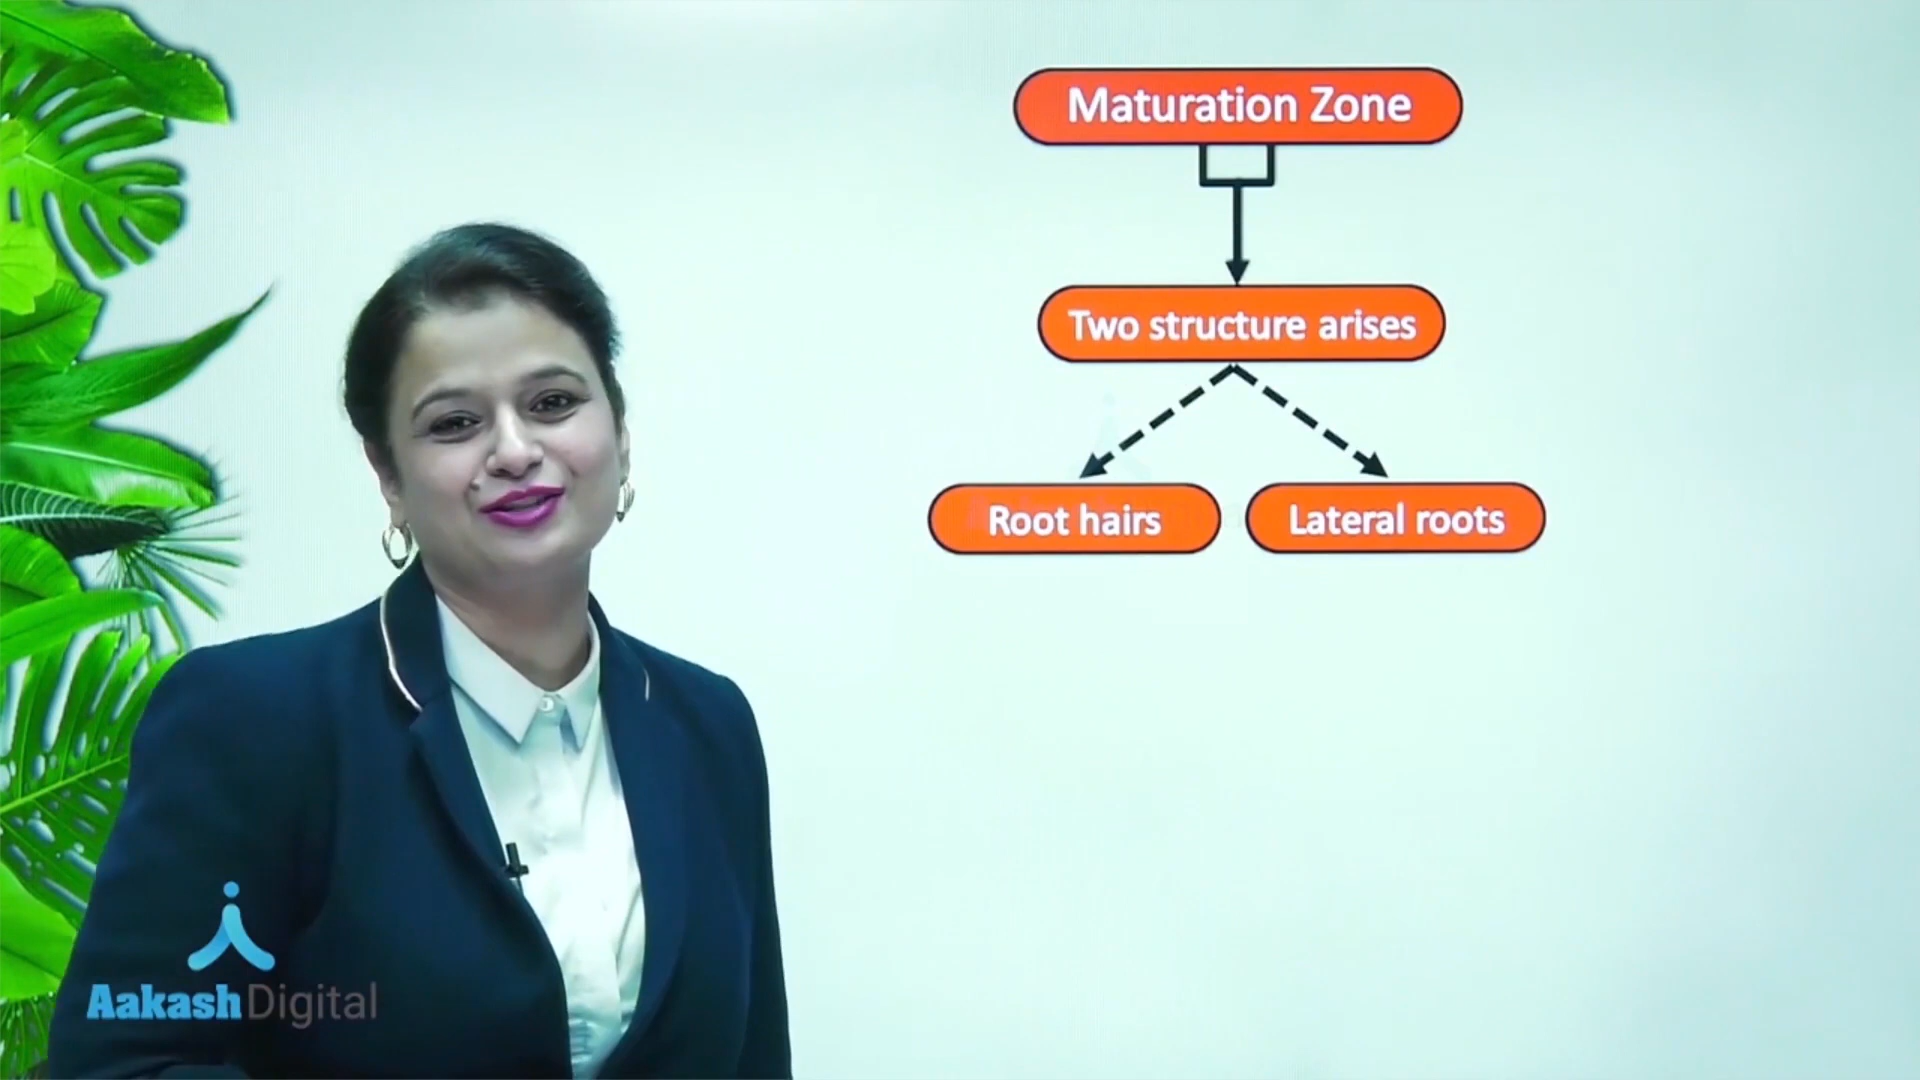 Maturation Zone
Two structure arises
Root hairs
Lateral roots
Aakash Digital